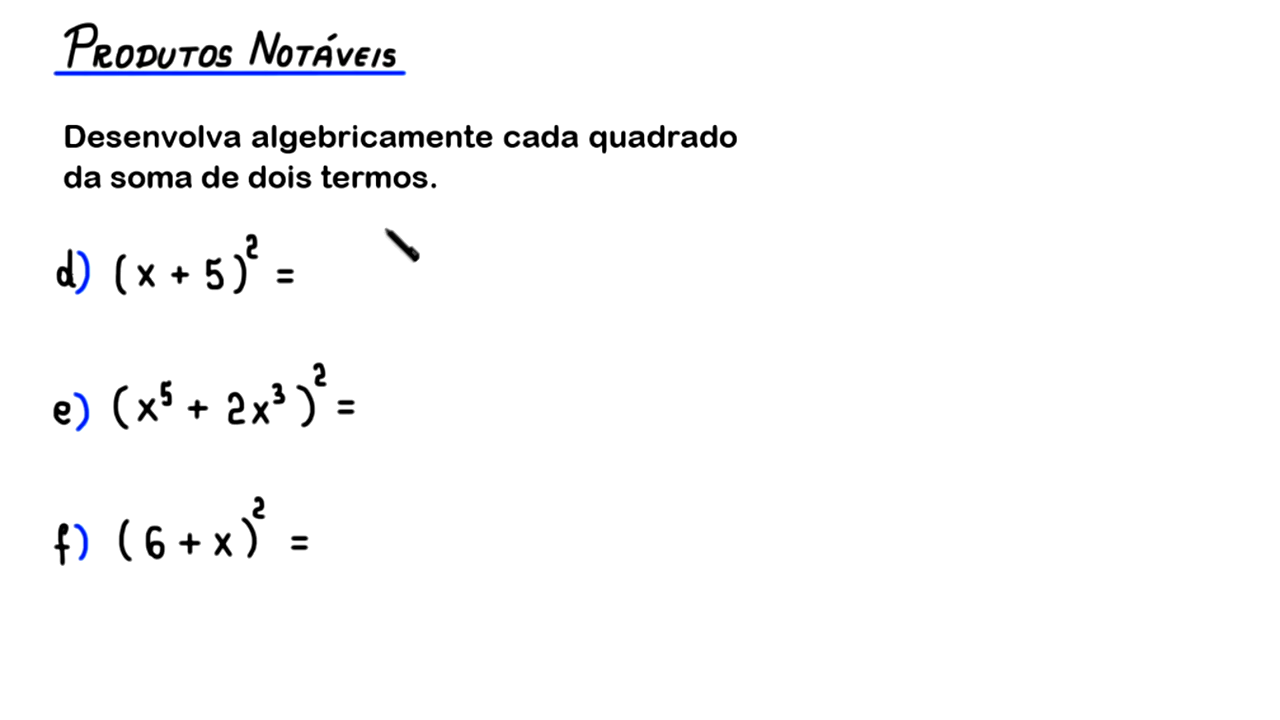 PRODUTOS NOTÁVEIS
Desenvolva algebricamente cada quadrado
da soma de dois termos.
d) (x + 5)² =
e) (x⁵ + 2x³)² =
f) (6 + x)² =